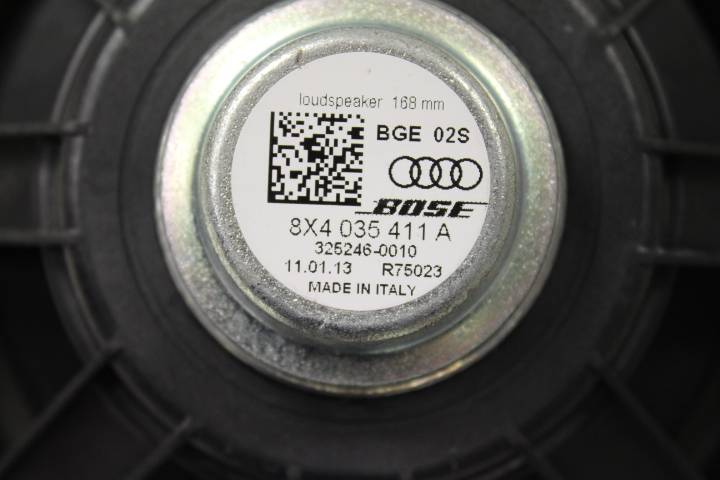 loudspeaker 168 mm
BGE 02S
BOSE
8X4 035 411 A
325246-0010
11.01.13 R75023
MADE IN ITALY